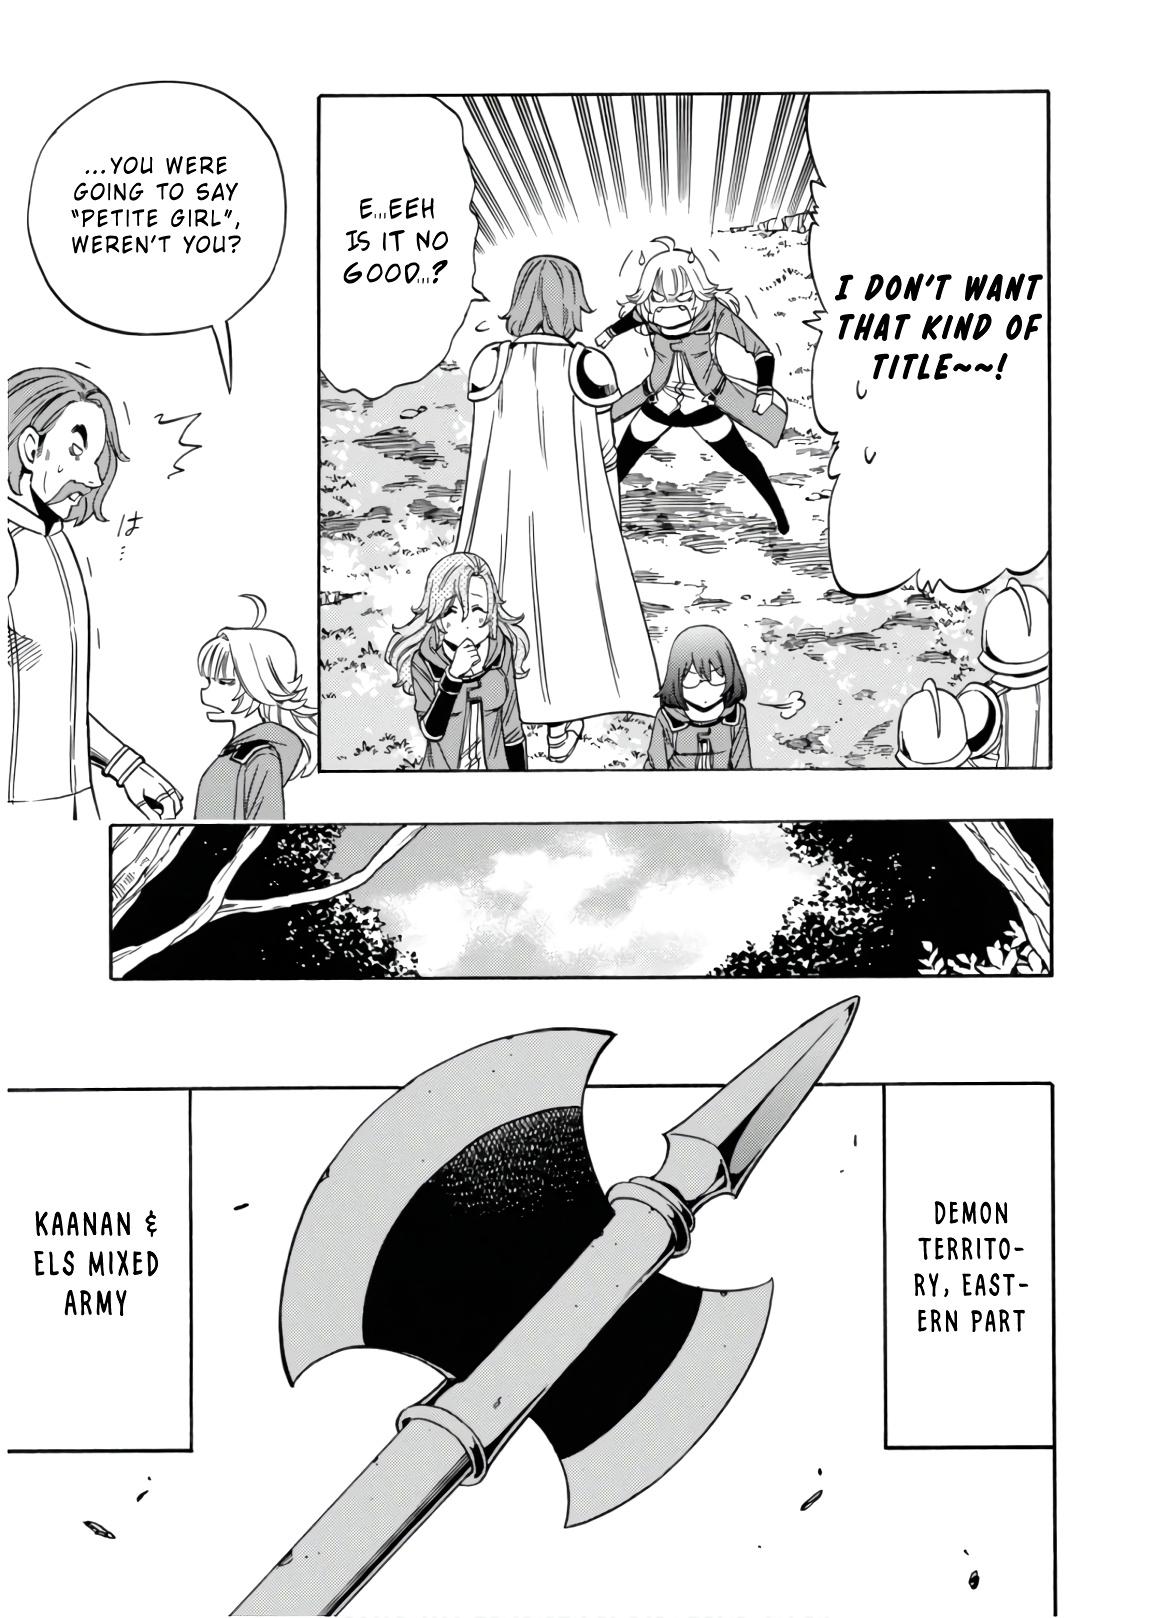 I DON'T WANT
THAT KIND OF
TITLE~~!
E...EEH
IS IT NO
GOOD...?
...YOU WERE
GOING TO SAY
"PETITE GIRL",
WEREN'T YOU?
は…
DEMON
TERRITO-
RY, EAST-
ERN PART
KAANAN &
ELS MIXED
ARMY